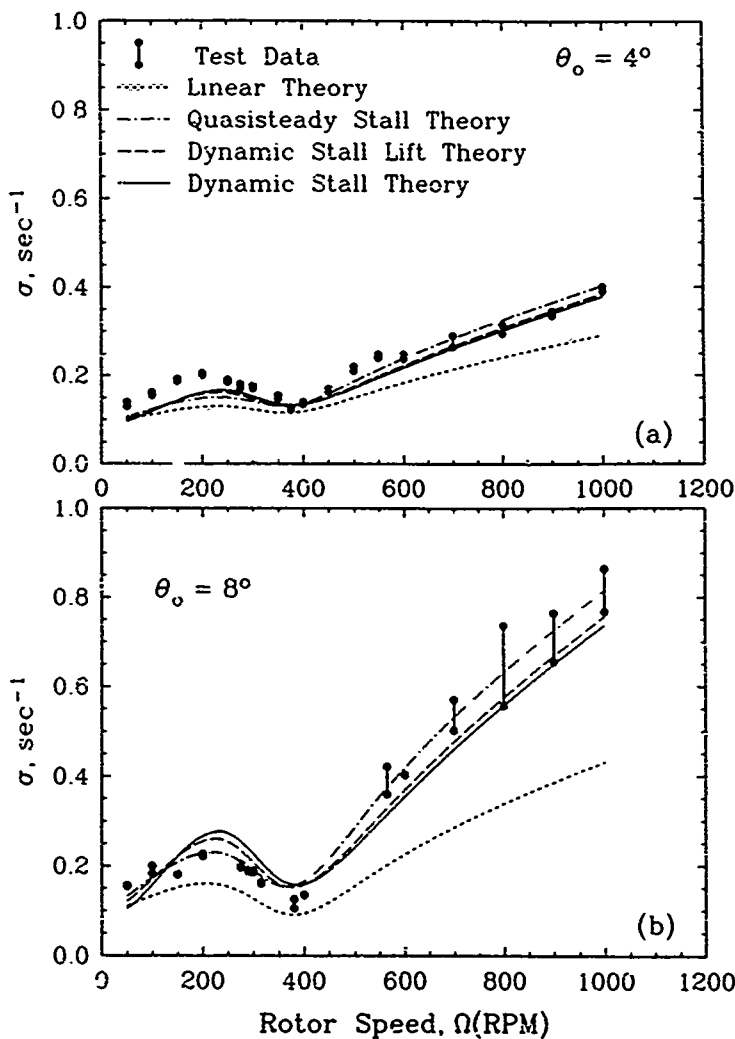 1.0
0.8
0.6
0.4
0.2
0.0
σ, sec⁻¹
Test Data
Linear Theory
Quasisteady Stall Theory
Dynamic Stall Lift Theory
Dynamic Stall Theory
θₒ = 4°
(a)
0 200 400 600 800 1000 1200
1.0
0.8
0.6
0.4
0.2
0.0
σ, sec⁻¹
θₒ = 8°
(b)
0 200 400 600 800 1000 1200
Rotor Speed, Ω(RPM)